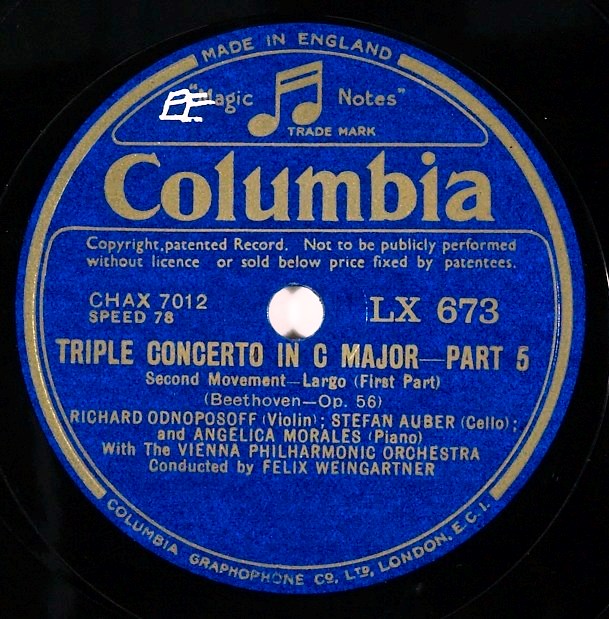 MADE IN ENGLAND
"Magic Notes"
TRADE MARK
Columbia
Copyright, patented Record. Not to be publicly performed
without licence or sold below price fixed by patentees.
CHAX 7012
SPEED 78
LX 673
TRIPLE CONCERTO IN C MAJOR—PART 5
Second Movement—Largo (First Part)
(Beethoven—Op. 56)
RICHARD ODNOPOSOFF (Violin); STEFAN AUBER (Cello);
and ANGELICA MORALES (Piano)
With The VIENNA PHILHARMONIC ORCHESTRA
Conducted by FELIX WEINGARTNER
COLUMBIA GRAPHOPHONE Co. LTD, LONDON, E.C.1.